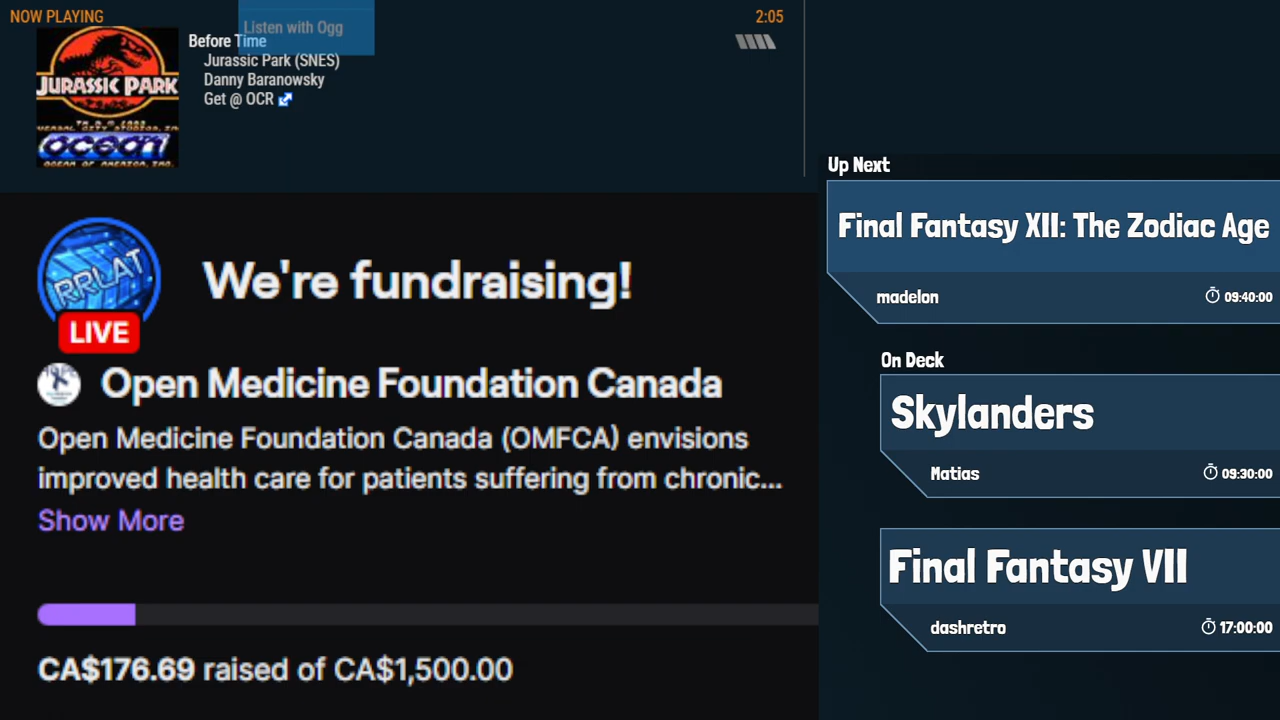 NOW PLAYING
2:05
Listen with Ogg
Before Time
Jurassic Park (SNES)
Danny Baranowsky
Get @ OCR
JURASSIC PARK
ocean
OCEAN OF AMERICA, INC.
RRLAT
LIVE
We're fundraising!
Open Medicine Foundation Canada
Open Medicine Foundation Canada (OMFCA) envisions
improved health care for patients suffering from chronic...
Show More
CA$176.69 raised of CA$1,500.00
Up Next
Final Fantasy XII: The Zodiac Age
madelon
09:40:00
On Deck
Skylanders
Matias
09:30:00
Final Fantasy VII
dashretro
17:00:00